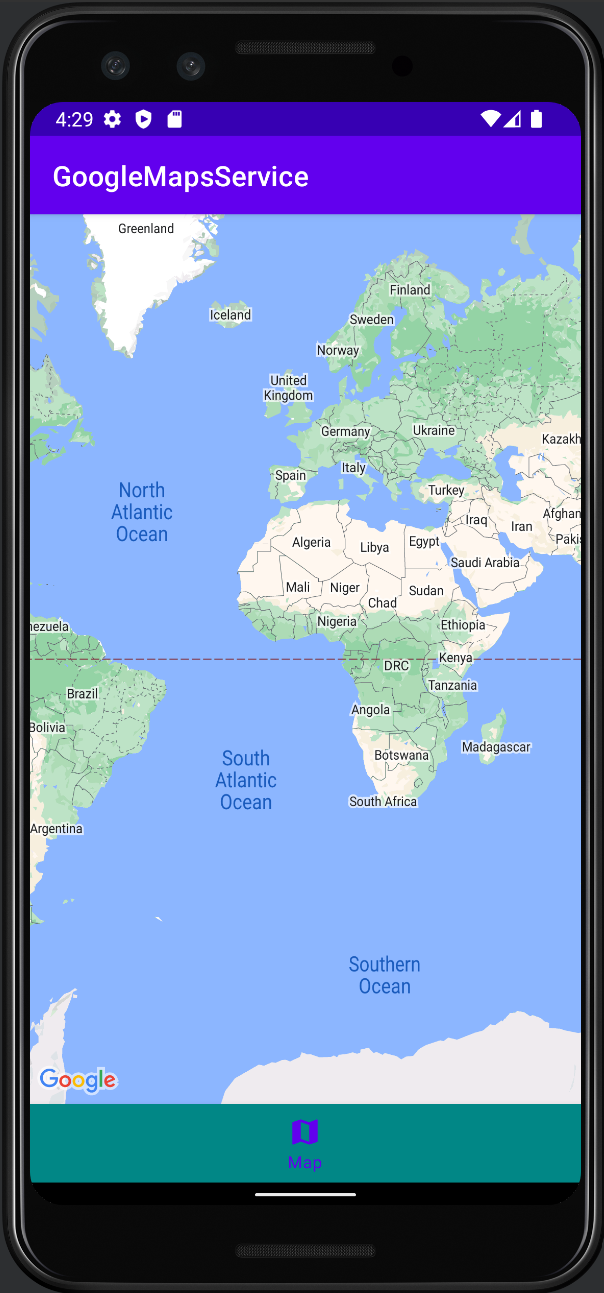 4:29
GoogleMapsService
Greenland
Iceland
Finland
Sweden
Norway
United
Kingdom
Germany
Ukraine
Kazakh
Spain
Italy
Turkey
North
Atlantic
Ocean
Algeria
Libya
Egypt
Iraq
Iran
Afghan
Pakis
Saudi Arabia
Mali
Niger
Chad
Sudan
Nigeria
Ethiopia
nezuela
DRC
Kenya
Brazil
Tanzania
Bolivia
Angola
Botswana
Madagascar
South
Atlantic
Ocean
South Africa
Argentina
Southern
Ocean
Google
Map